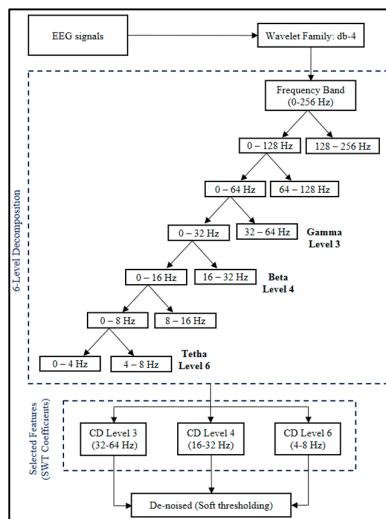 EEG signals
Wavelet Family: db-4
Frequency Band
(0-256 Hz)
0 – 128 Hz
128 – 256 Hz
0 – 64 Hz
64 – 128 Hz
0 – 32 Hz
32 – 64 Hz
Gamma
Level 3
0 – 16 Hz
16 – 32 Hz
Beta
Level 4
0 – 8 Hz
8 – 16 Hz
Tetha
Level 6
0 – 4 Hz
4 – 8 Hz
6-Level Decomposition
Selected Features
(SWT Coefficients)
CD Level 3
(32-64 Hz)
CD Level 4
(16-32 Hz)
CD Level 6
(4-8 Hz)
De-noised (Soft thresholding)